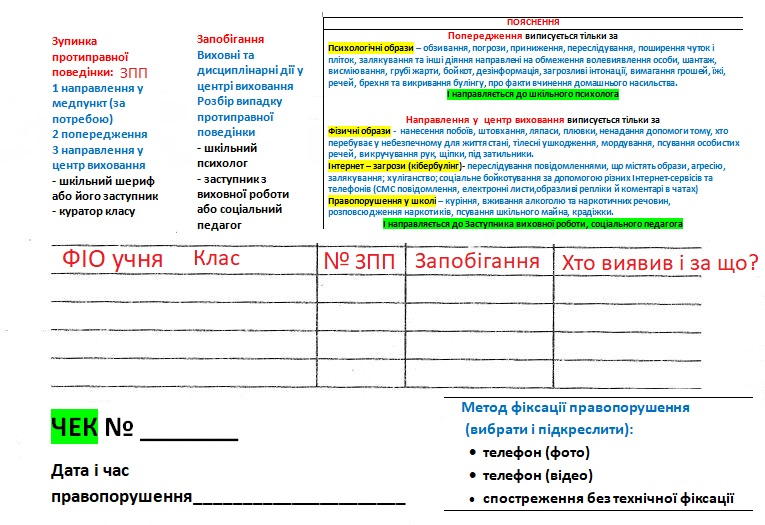 Зупинка
протиправної
поведінки: ЗПП
1 направлення у
медпункт (за
потребою)
2 попередження
3 направлення у
центр виховання
- шкільний шериф
або його заступник
- куратор класу
Запобігання
Виховні та
дисциплінарні дії у
центрі виховання
Розбір випадку
протиправної
поведінки
- шкільний
психолог
- заступник з
виховної роботи
або соціальний
педагог
ПОЯСНЕННЯ
Попередження виписується тільки за
Психологічні образи – обзивання, погрози, приниження, переслідування, поширення чуток і
пліток, залякування та інші діяння направлені на обмеження волевиявлення особи, шантаж,
висміювання, грубі жарти, бойкот, дезінформація, загрозливі інтонації, вимагання грошей, їжі,
речей, брехня та викривання булінгу, про факти вчинення домашнього насильства.
І направляється до шкільного психолога
Направлення у центр виховання виписується тільки за
Фізичні образи - нанесення побоїв, штовхання, ляпаси, плювки, ненадання допомоги тому, хто
перебуває у небезпечному для життя стані, тілесні ушкодження, мордування, псування особистих
речей, викручування рук, щіпки, під затильники.
Інтернет – загрози (кібербулінг)- переслідування повідомленнями, що містять образи, агресію,
залякування; хуліганство; соціальне бойкотування за допомогою різних Інтернет-сервісів та
телефонів (СМС повідомлення, електронні листи,образливі репліки й коментарі в чатах)
Правопорушення у школі – куріння, вживання алкоголю та наркотичних речовин,
розповсюдження наркотиків, псування шкільного майна, крадіжки.
І направляється до Заступника виховної роботи, соціального педагога
ФІО учня Клас № ЗПП Запобігання Хто виявив і за що?
ЧЕК № ________
Дата і час
правопорушення______________________
Метод фіксації правопорушення
(вибрати і підкреслити):
• телефон (фото)
• телефон (відео)
• спостреження без технічної фіксації